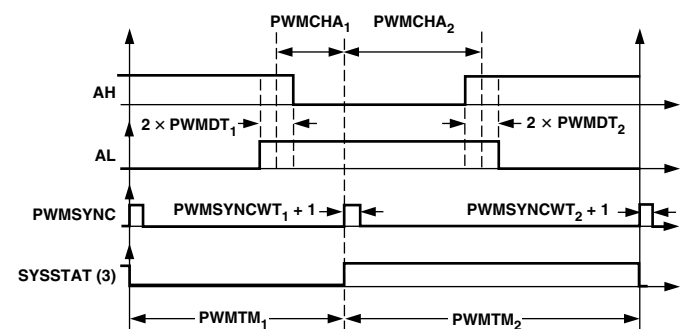 PWMCHA₁ PWMCHA₂
AH
2 × PWMDT₁ 2 × PWMDT₂
AL
PWMSYNC PWMSYNCWT₁ + 1 PWMSYNCWT₂ + 1
SYSSTAT (3)
PWMTM₁ PWMTM₂